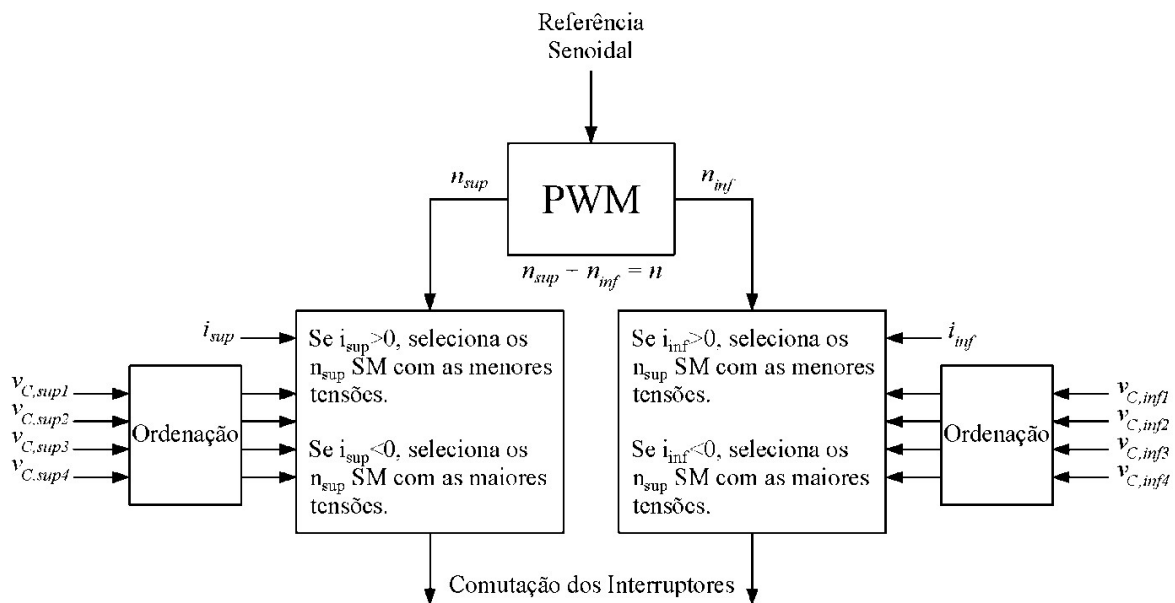 Referência
Senoidal
n_sup
PWM
n_inf
n_sup − n_inf = n
i_sup
Se i_sup>0, seleciona os
n_sup SM com as menores
tensões.
Se i_sup<0, seleciona os
n_sup SM com as maiores
tensões.
v_C,sup1
v_C,sup2
v_C,sup3
v_C,sup4
Ordenação
Se i_inf>0, seleciona os
n_sup SM com as menores
tensões.
Se i_inf<0, seleciona os
n_sup SM com as maiores
tensões.
i_inf
Ordenação
v_C,inf1
v_C,inf2
v_C,inf3
v_C,inf4
Comutação dos Interruptores